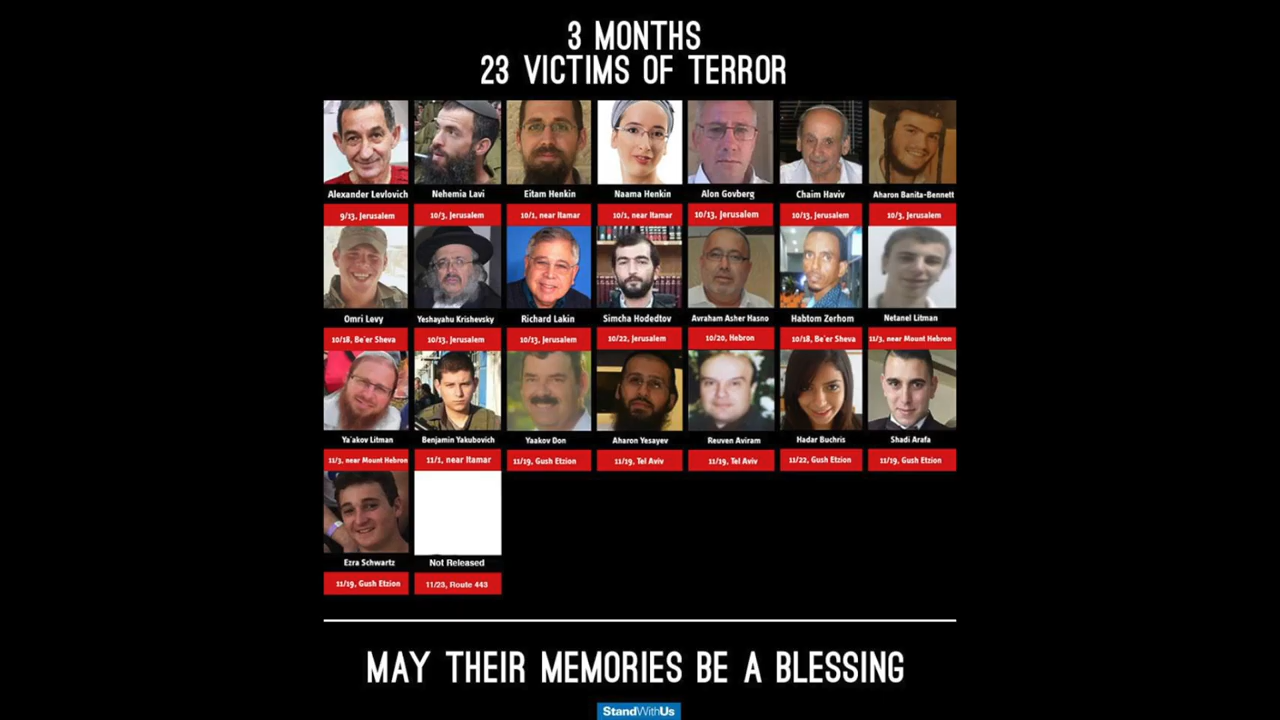 3 MONTHS
23 VICTIMS OF TERROR
Alexander Levlovich
Nehemia Lavi
Eitam Henkin
Naama Henkin
Alon Govberg
Chaim Haviv
Aharon Banita-Bennett
9/13, Jerusalem
10/3, Jerusalem
10/1, near Itamar
10/1, near Itamar
10/13, Jerusalem
10/13, Jerusalem
10/3, Jerusalem
Omri Levy
Yeshayahu Krishevsky
Richard Lakin
Simcha Hodedtov
Avraham Asher Hasno
Habtom Zerhom
Netanel Litman
10/18, Be'er Sheva
10/13, Jerusalem
10/13, Jerusalem
10/22, Jerusalem
10/20, Hebron
10/18, Be'er Sheva
11/3, near Mount Hebron
Ya'akov Litman
Benjamin Yakubovich
Yaakov Don
Aharon Yesayev
Reuven Aviram
Hadar Buchris
Shadi Arafa
11/3, near Mount Hebron
11/1, near Itamar
11/19, Gush Etzion
11/19, Tel Aviv
11/19, Tel Aviv
11/22, Gush Etzion
11/19, Gush Etzion
Ezra Schwartz
Not Released
11/19, Gush Etzion
11/23, Route 443
MAY THEIR MEMORIES BE A BLESSING
StandWithUs